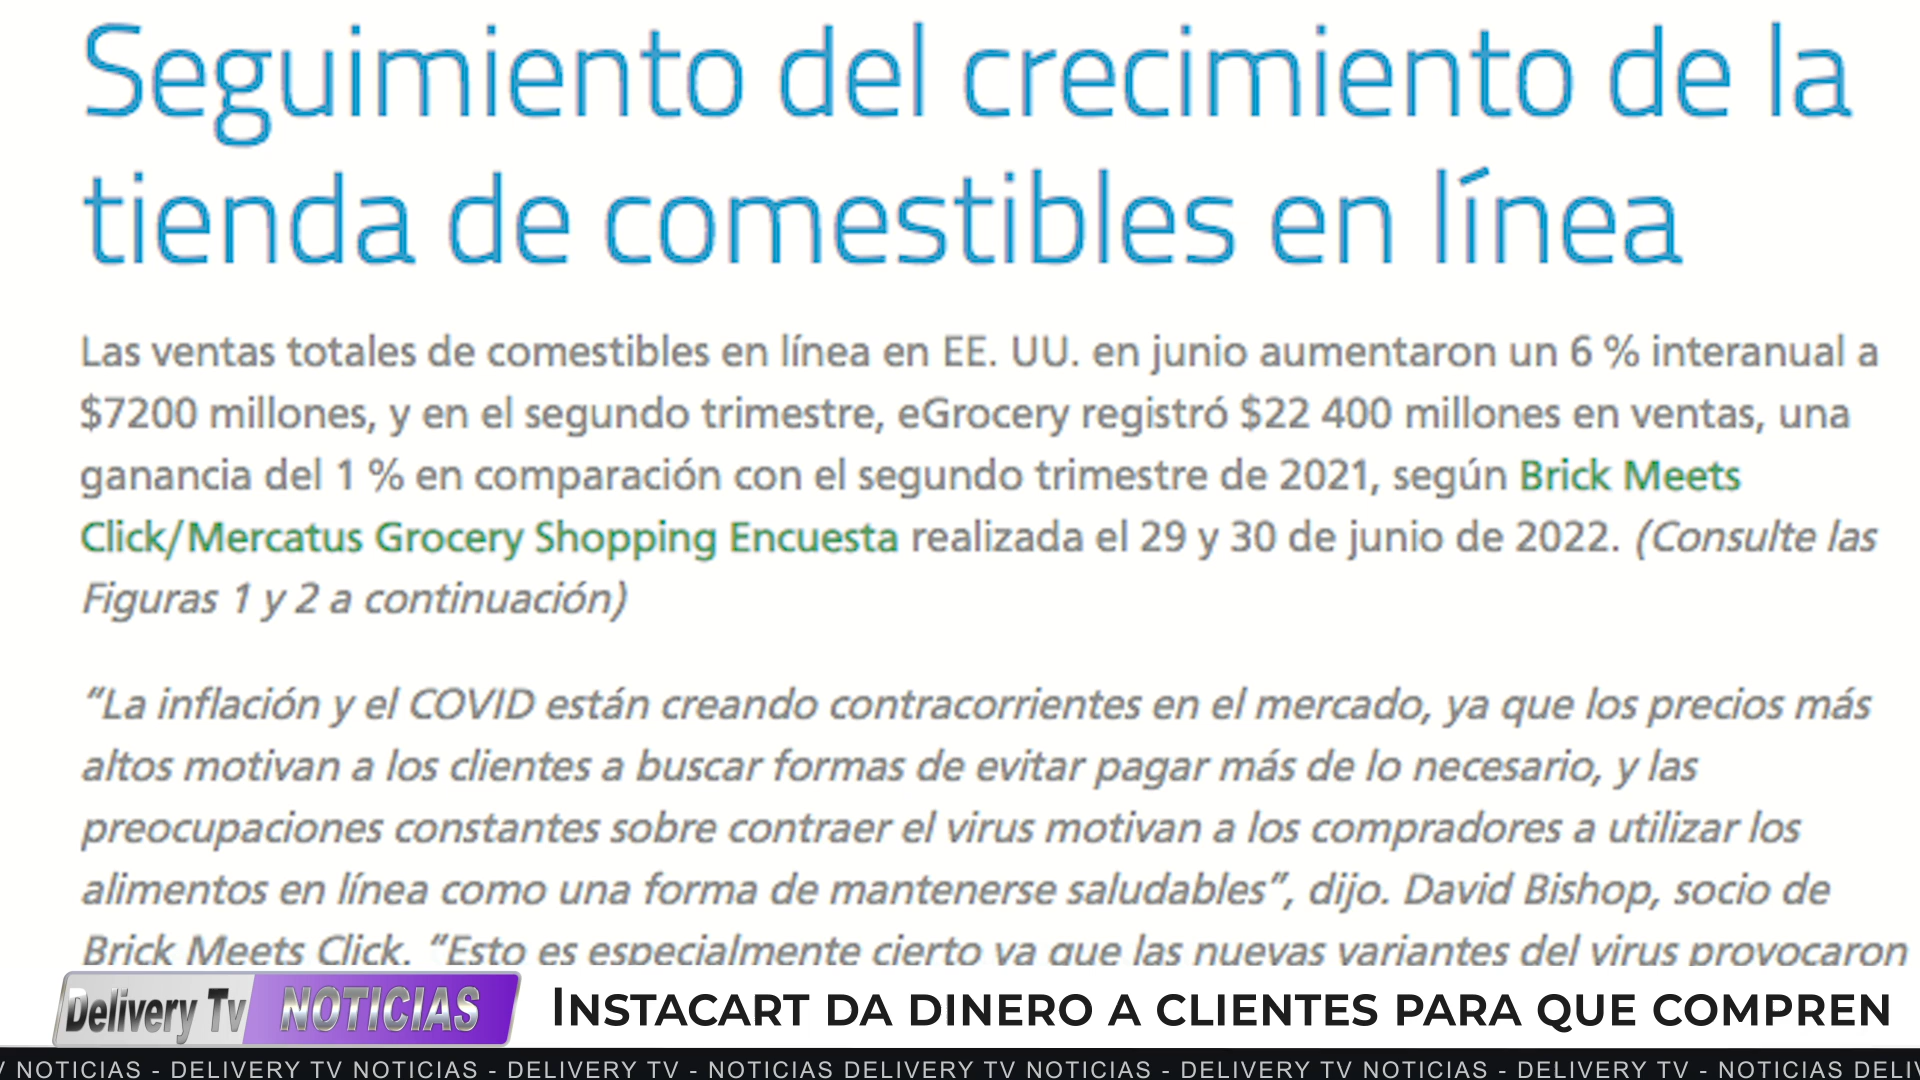 Seguimiento del crecimiento de la
tienda de comestibles en línea
Las ventas totales de comestibles en línea en EE. UU. en junio aumentaron un 6 % interanual a
$7200 millones, y en el segundo trimestre, eGrocery registró $22 400 millones en ventas, una
ganancia del 1 % en comparación con el segundo trimestre de 2021, según Brick Meets
Click/Mercatus Grocery Shopping Encuesta realizada el 29 y 30 de junio de 2022. (Consulte las
Figuras 1 y 2 a continuación)
“La inflación y el COVID están creando contracorrientes en el mercado, ya que los precios más
altos motivan a los clientes a buscar formas de evitar pagar más de lo necesario, y las
preocupaciones constantes sobre contraer el virus motivan a los compradores a utilizar los
alimentos en línea como una forma de mantenerse saludables”, dijo. David Bishop, socio de
Brick Meets Click. “Esto es especialmente cierto ya que las nuevas variantes del virus provocaron
Delivery Tv NOTICIAS INSTACART DA DINERO A CLIENTES PARA QUE COMPREN
V NOTICIAS - DELIVERY TV NOTICIAS - DELIVERY TV - NOTICIAS DELIVERY TV NOTICIAS - DELIVERY TV NOTICIAS - DELIVERY TV - NOTICIAS DELIV